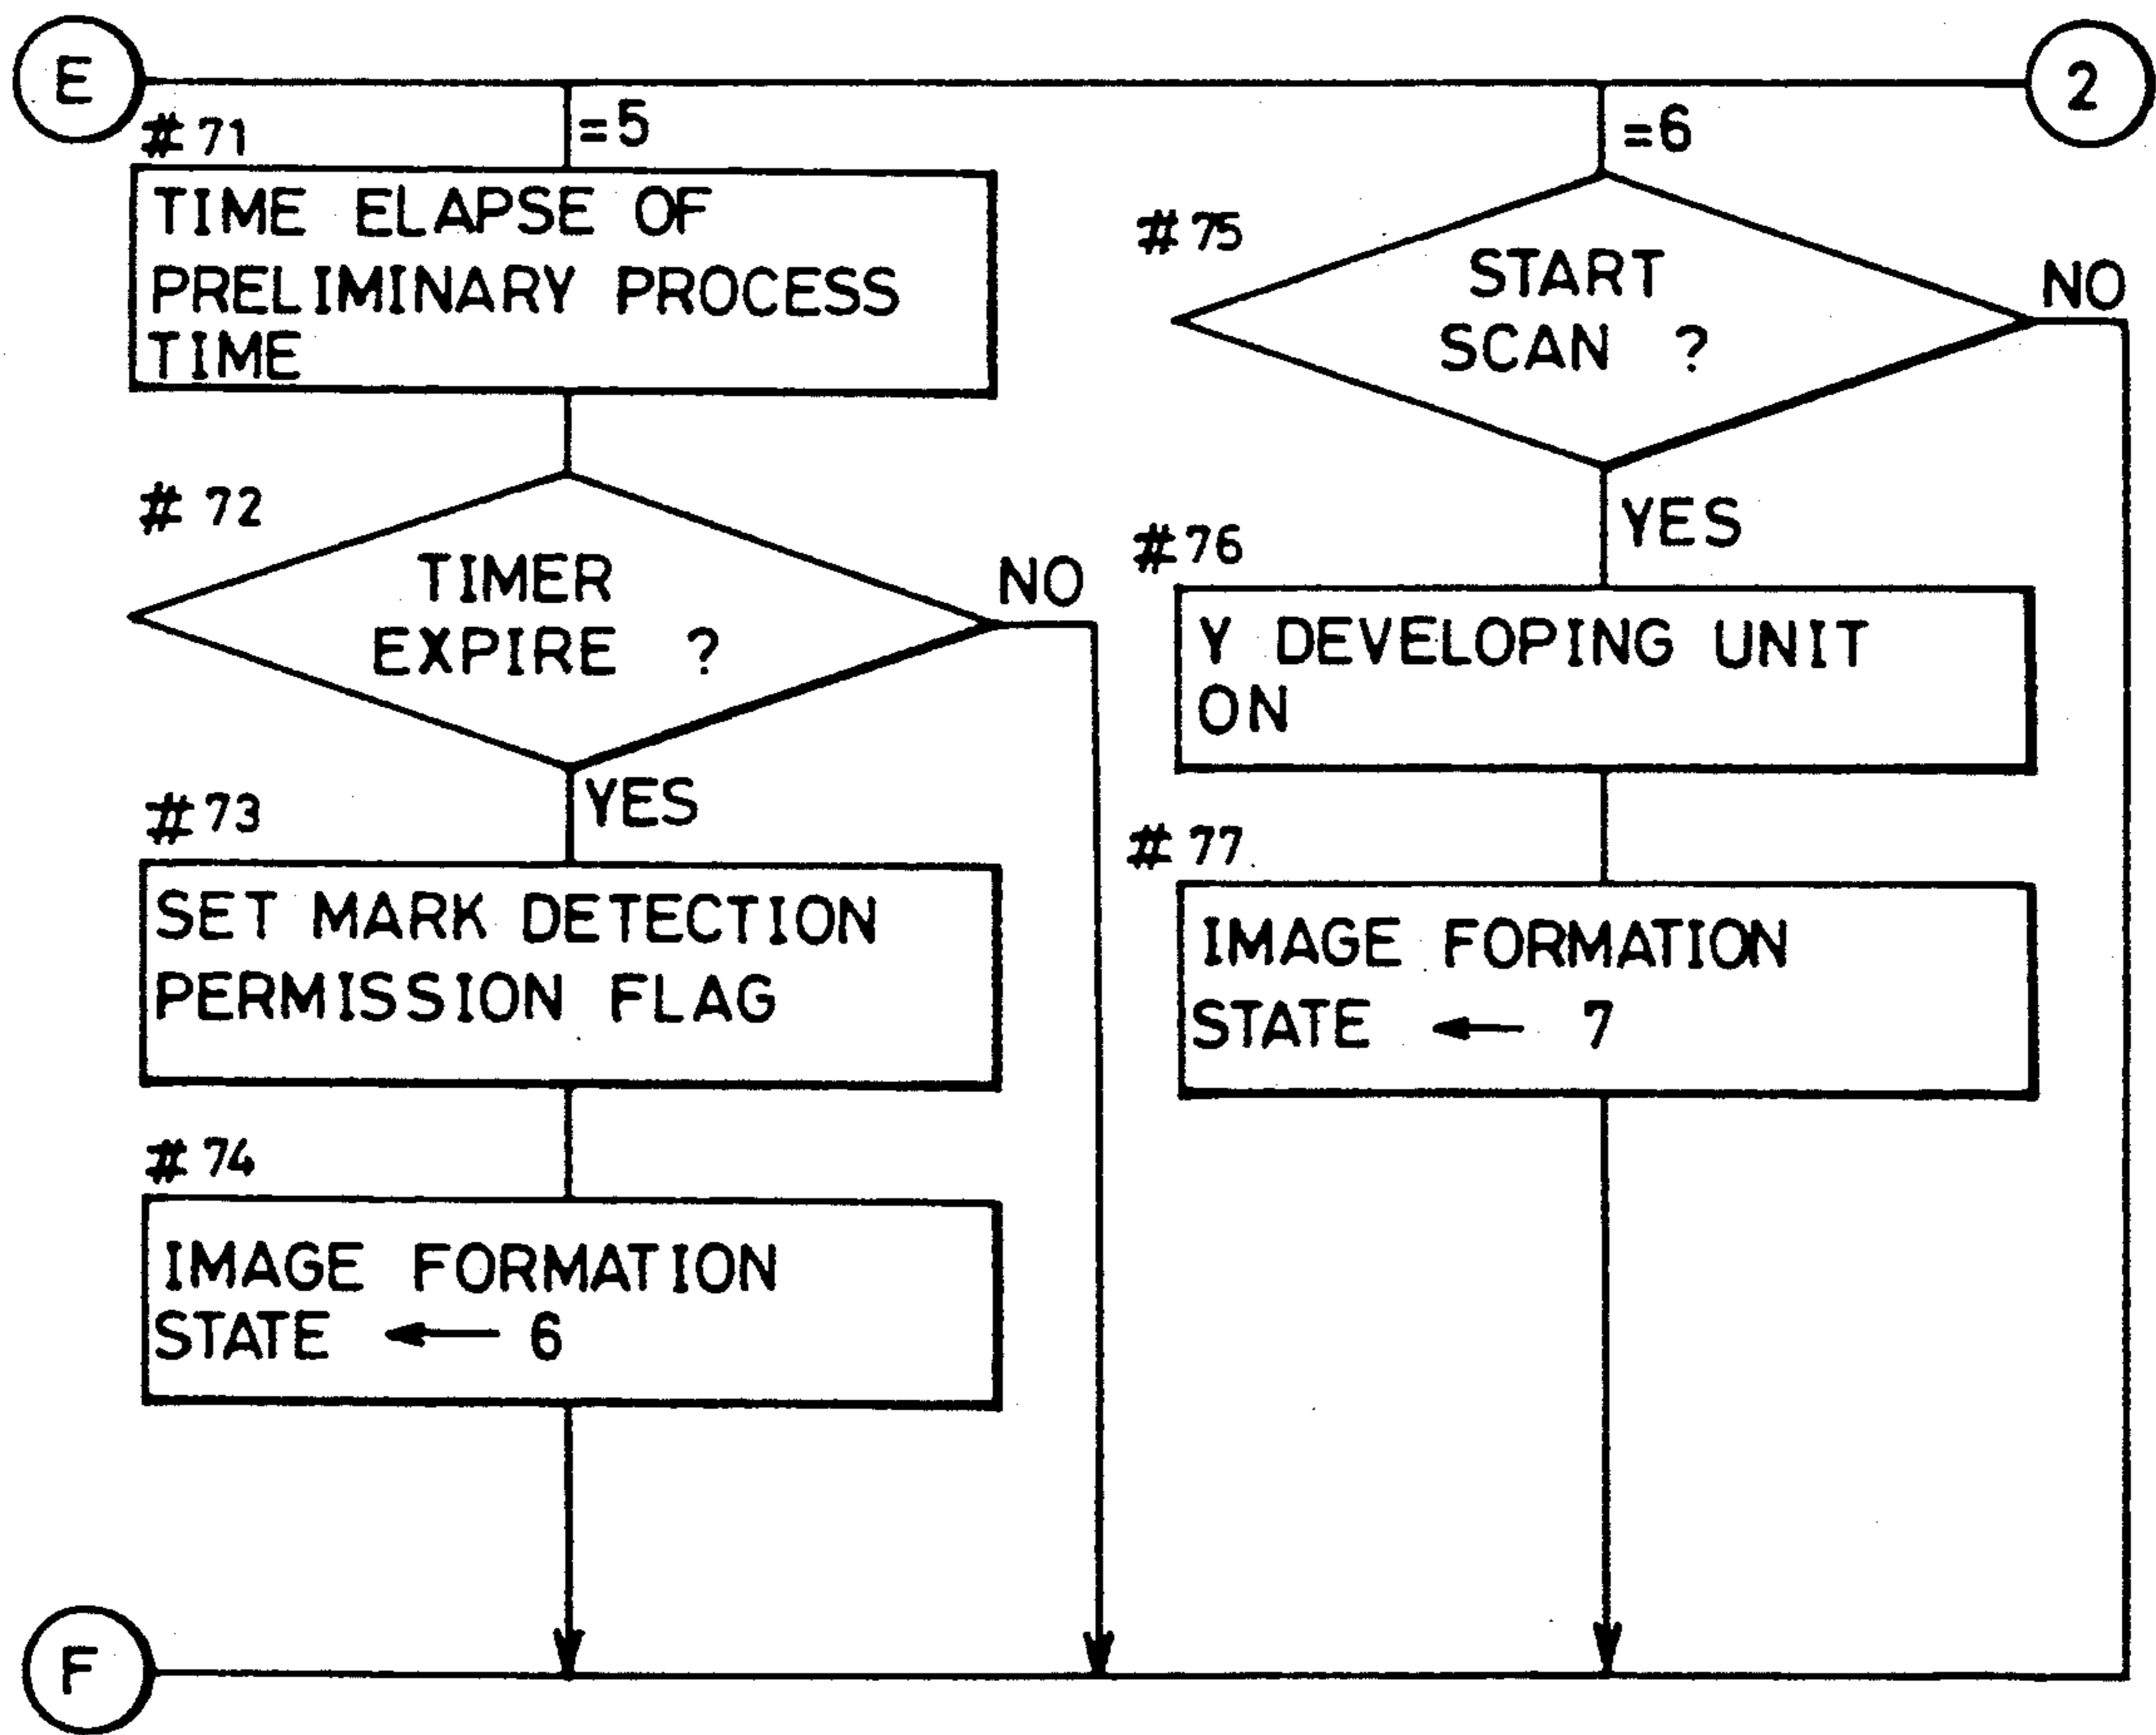 E
2
=5
#71
TIME ELAPSE OF
PRELIMINARY PROCESS
TIME
#72
TIMER
EXPIRE ?
NO
YES
#73
SET MARK DETECTION
PERMISSION FLAG
#74
IMAGE FORMATION
STATE ← 6
=6
#75
START
SCAN ?
NO
YES
#76
Y DEVELOPING UNIT
ON
#77
IMAGE FORMATION
STATE ← 7
F